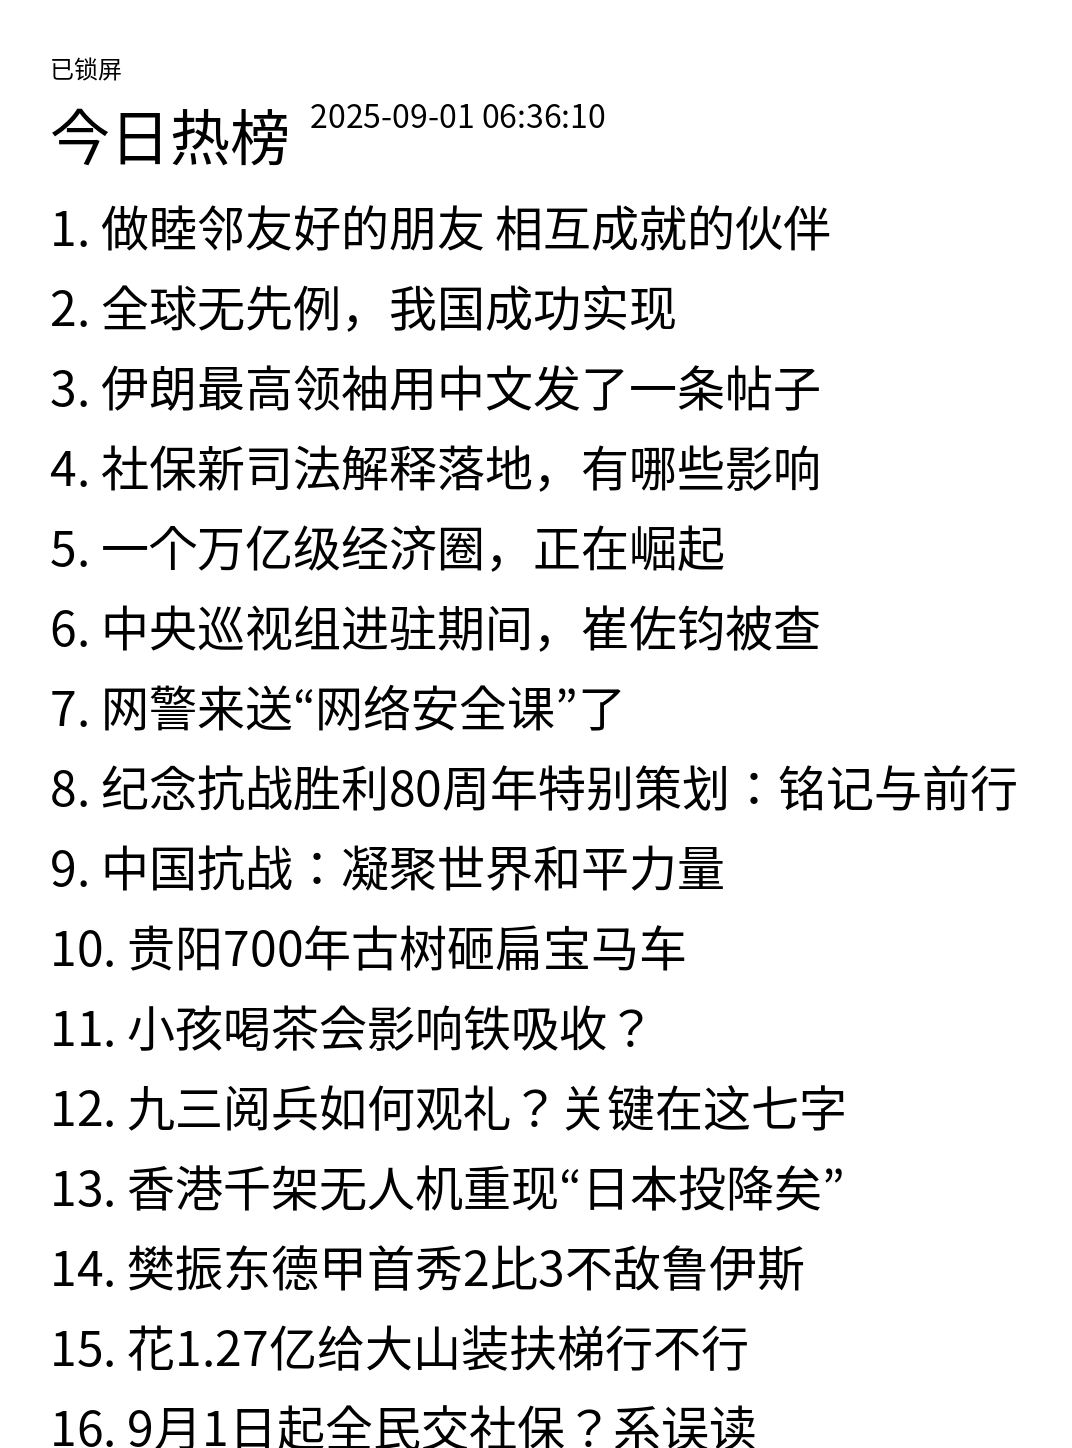 已锁屏
今日热榜 2025-09-01 06:36:10
1. 做睦邻友好的朋友 相互成就的伙伴
2. 全球无先例，我国成功实现
3. 伊朗最高领袖用中文发了一条帖子
4. 社保新司法解释落地，有哪些影响
5. 一个万亿级经济圈，正在崛起
6. 中央巡视组进驻期间，崔佐钧被查
7. 网警来送“网络安全课”了
8. 纪念抗战胜利80周年特别策划：铭记与前行
9. 中国抗战：凝聚世界和平力量
10. 贵阳700年古树砸扁宝马车
11. 小孩喝茶会影响铁吸收？
12. 九三阅兵如何观礼？关键在这七字
13. 香港千架无人机重现“日本投降矣”
14. 樊振东德甲首秀2比3不敌鲁伊斯
15. 花1.27亿给大山装扶梯行不行
16. 9月1日起全民交社保？系误读